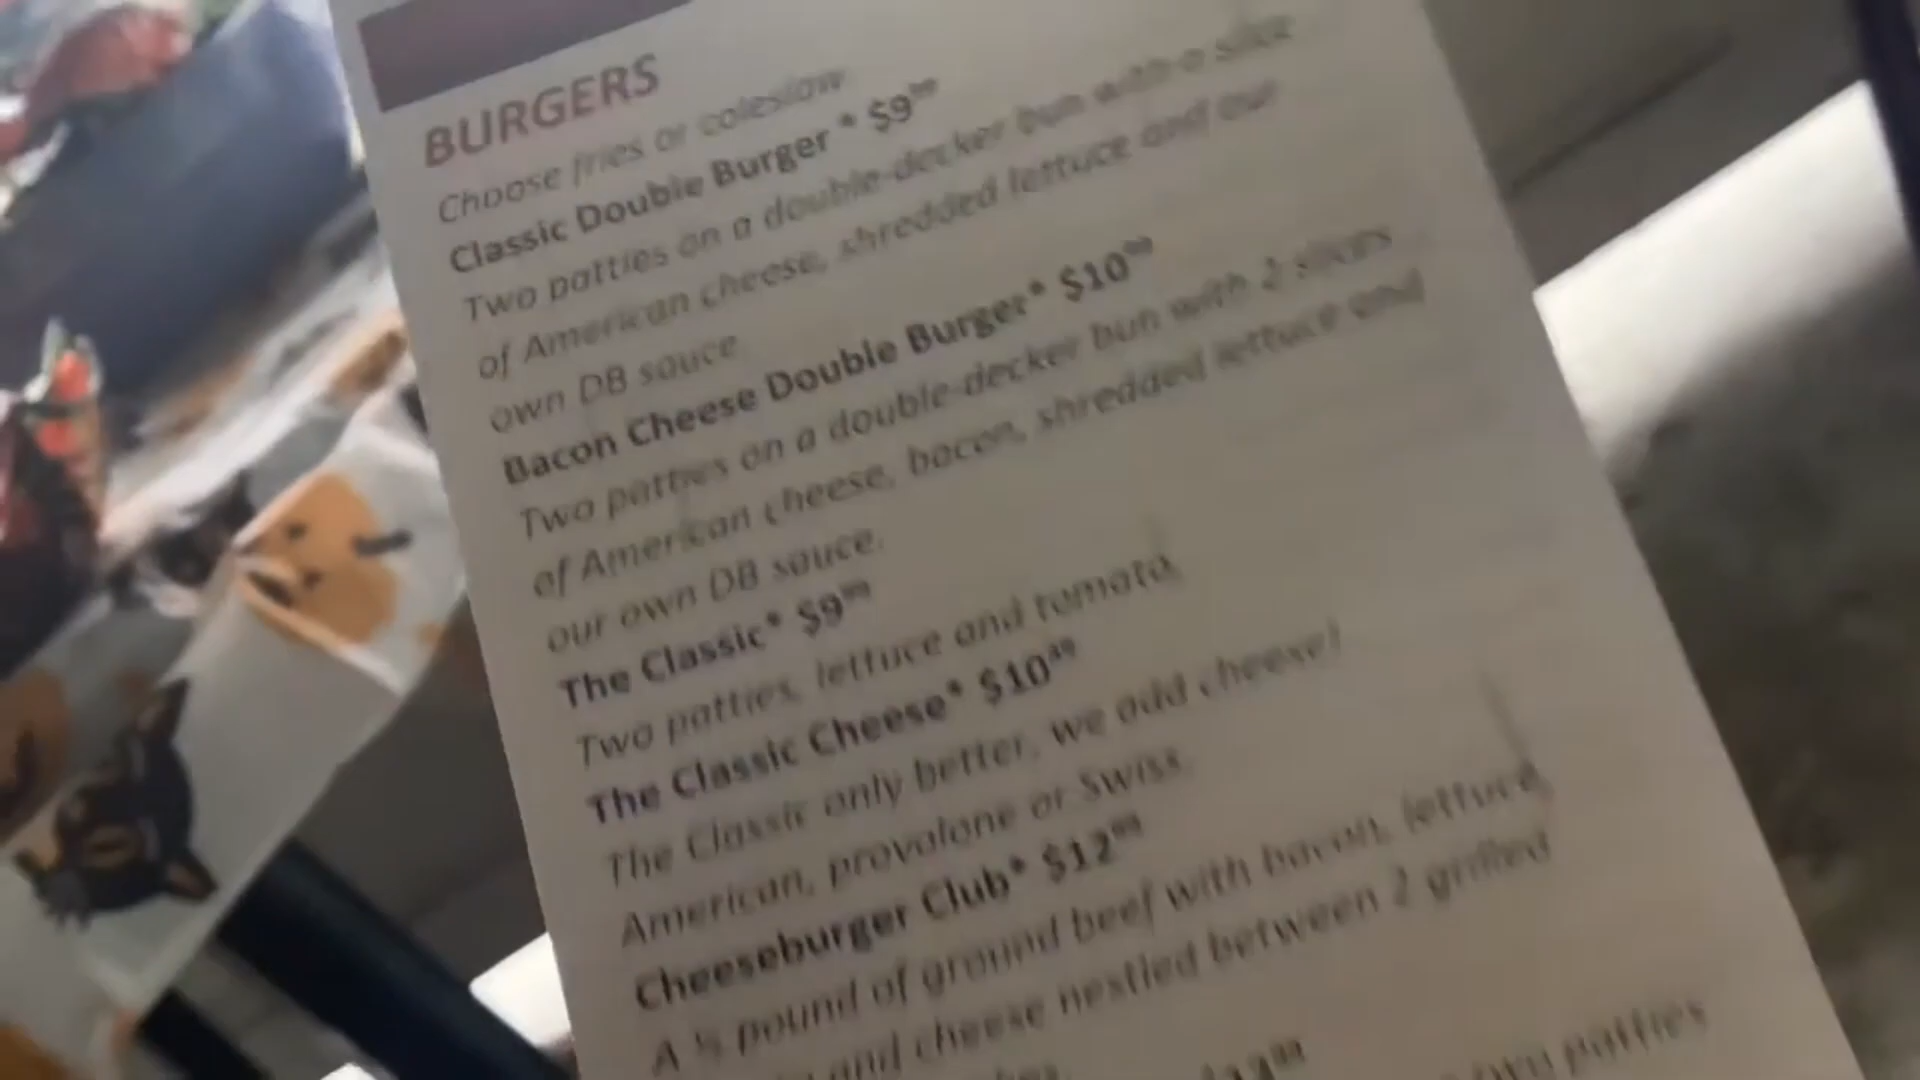 BURGERS
Choose fries or coleslaw.
Classic Double Burger * $9
Two patties on a double-decker bun with a slice
of American cheese, shredded lettuce and our
own DB sauce.
Bacon Cheese Double Burger* $10
Two patties on a double-decker bun with 2 slices
of American cheese, bacon, shredded lettuce and
our own DB sauce.
The Classic* $9
Two patties, lettuce and tomato.
The Classic Cheese* $10
The Classic only better, we add cheese!
American, provolone or Swiss.
Cheeseburger Club* $12
A ½ pound of ground beef with bacon, lettuce,
and cheese nestled between 2 grilled
two patties